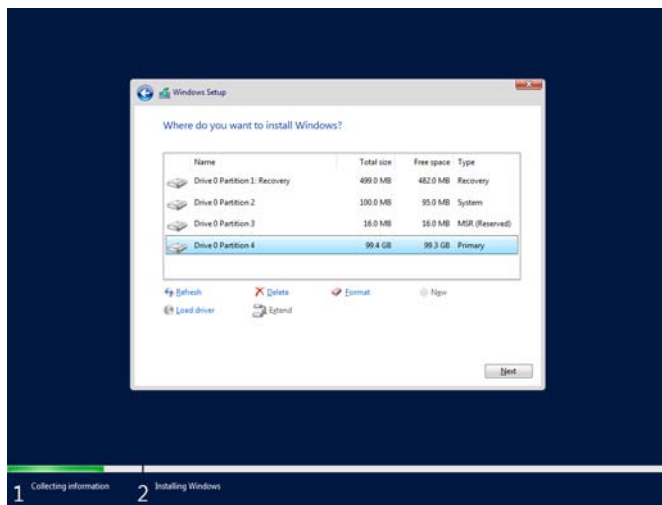 Windows Setup
Where do you want to install Windows?
Name Total size Free space Type
Drive 0 Partition 1: Recovery 499.0 MB 482.0 MB Recovery
Drive 0 Partition 2 100.0 MB 95.0 MB System
Drive 0 Partition 3 16.0 MB 16.0 MB MSR (Reserved)
Drive 0 Partition 4 99.4 GB 99.3 GB Primary
Refresh Delete Format New
Load driver Extend
Next
1 Collecting information 2 Installing Windows